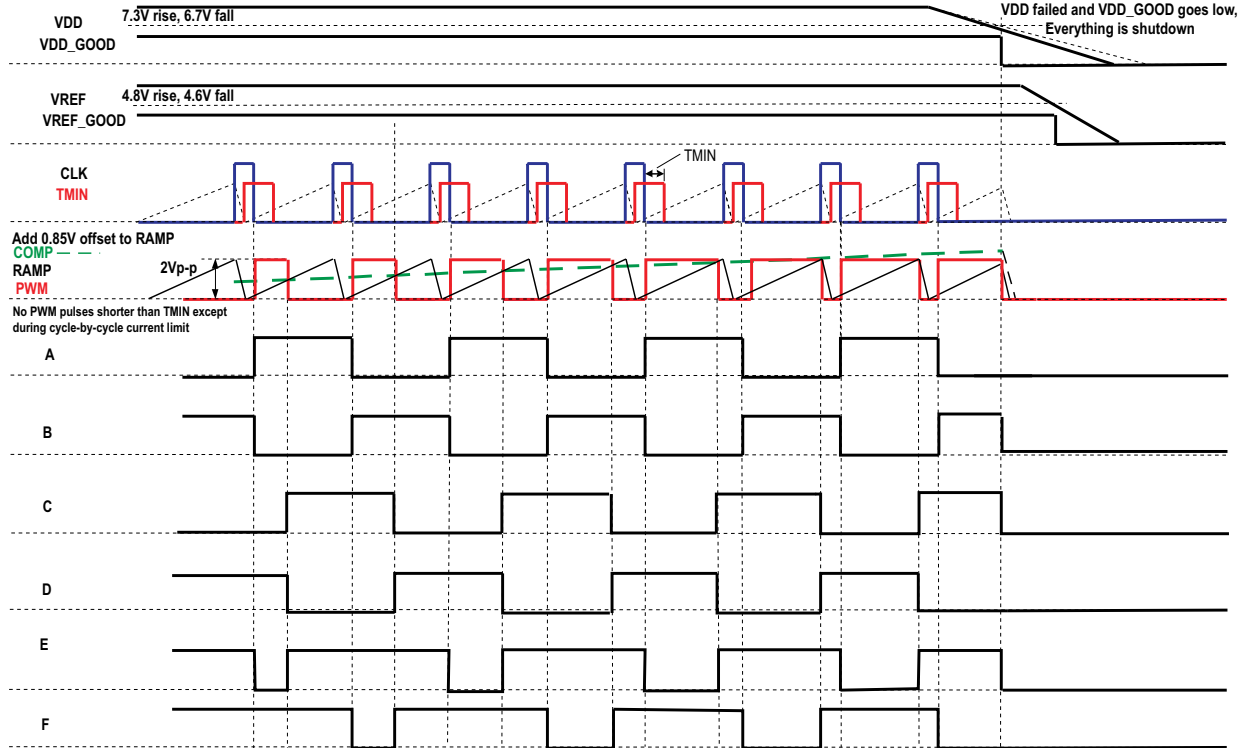 VDD
7.3V rise, 6.7V fall
VDD failed and VDD_GOOD goes low,
Everything is shutdown
VDD_GOOD
VREF
4.8V rise, 4.6V fall
VREF_GOOD
CLK
TMIN
TMIN
Add 0.85V offset to RAMP
COMP
RAMP
2Vp-p
PWM
No PWM pulses shorter than TMIN except
during cycle-by-cycle current limit
A
B
C
D
E
F